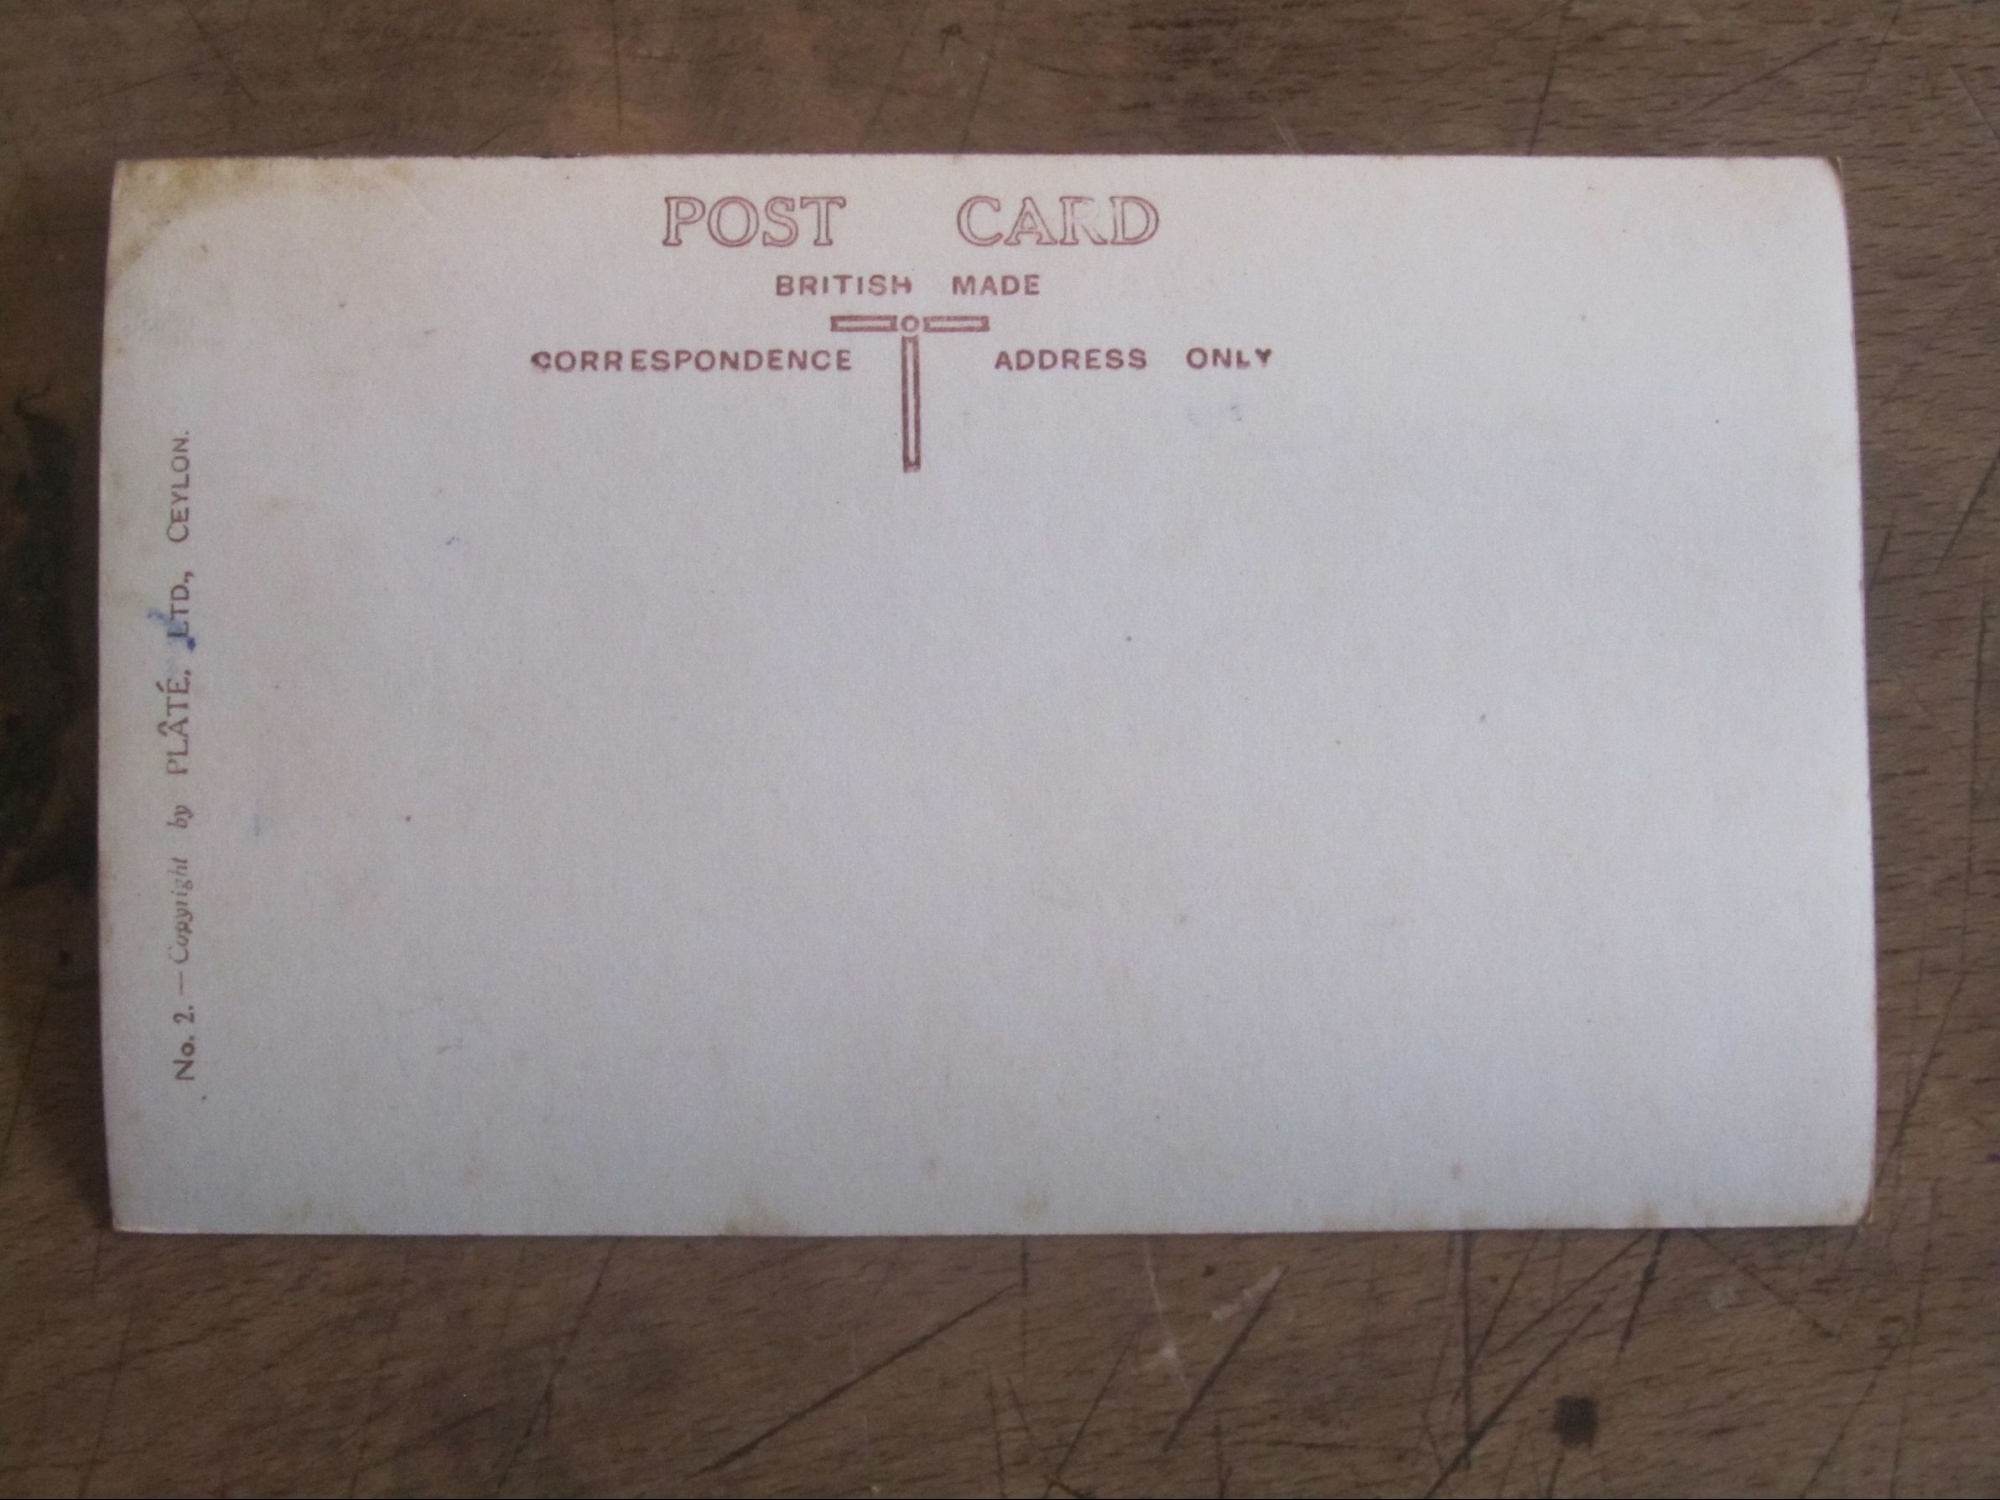 POST CARD
BRITISH MADE
CORRESPONDENCE ADDRESS ONLY
No. 2. — Copyright by PLÂTÉ, LTD., CEYLON.